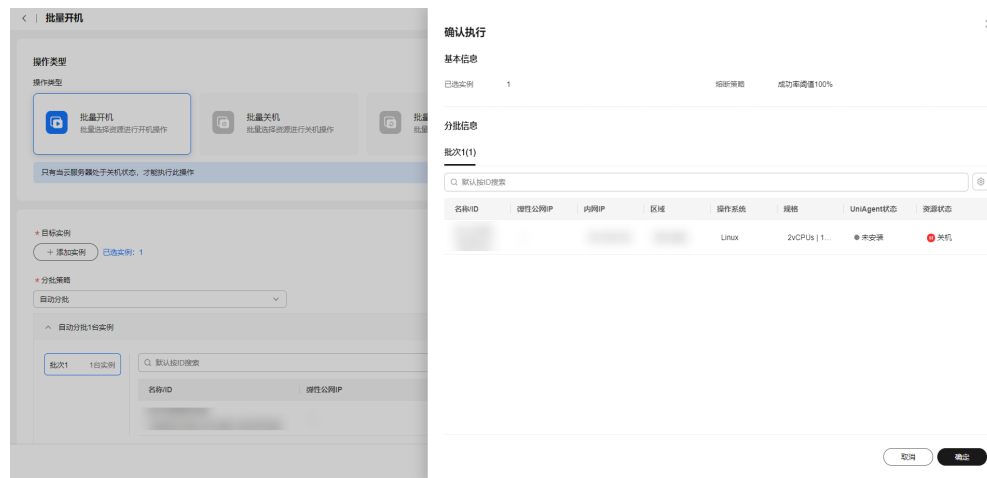 批量开机
操作类型
操作类型
批量开机
批量选择资源进行开机操作
批量关机
批量选择资源进行关机操作
批量
批量
只有当云服务器处于关机状态，才能执行此操作
* 目标实例
+ 添加实例
已选实例：1
* 分批策略
自动分批
自动分批1台实例
批次1 1台实例
默认按ID搜索
名称/ID 弹性公网IP
确认执行
基本信息
已选实例 1 熔断策略 成功率阈值100%
分批信息
批次1(1)
默认按ID搜索
名称/ID 弹性公网IP 内网IP 区域 操作系统 规格 UniAgent状态 资源状态
Linux 2vCPUs | 1... 未安装 关机
取消 确定